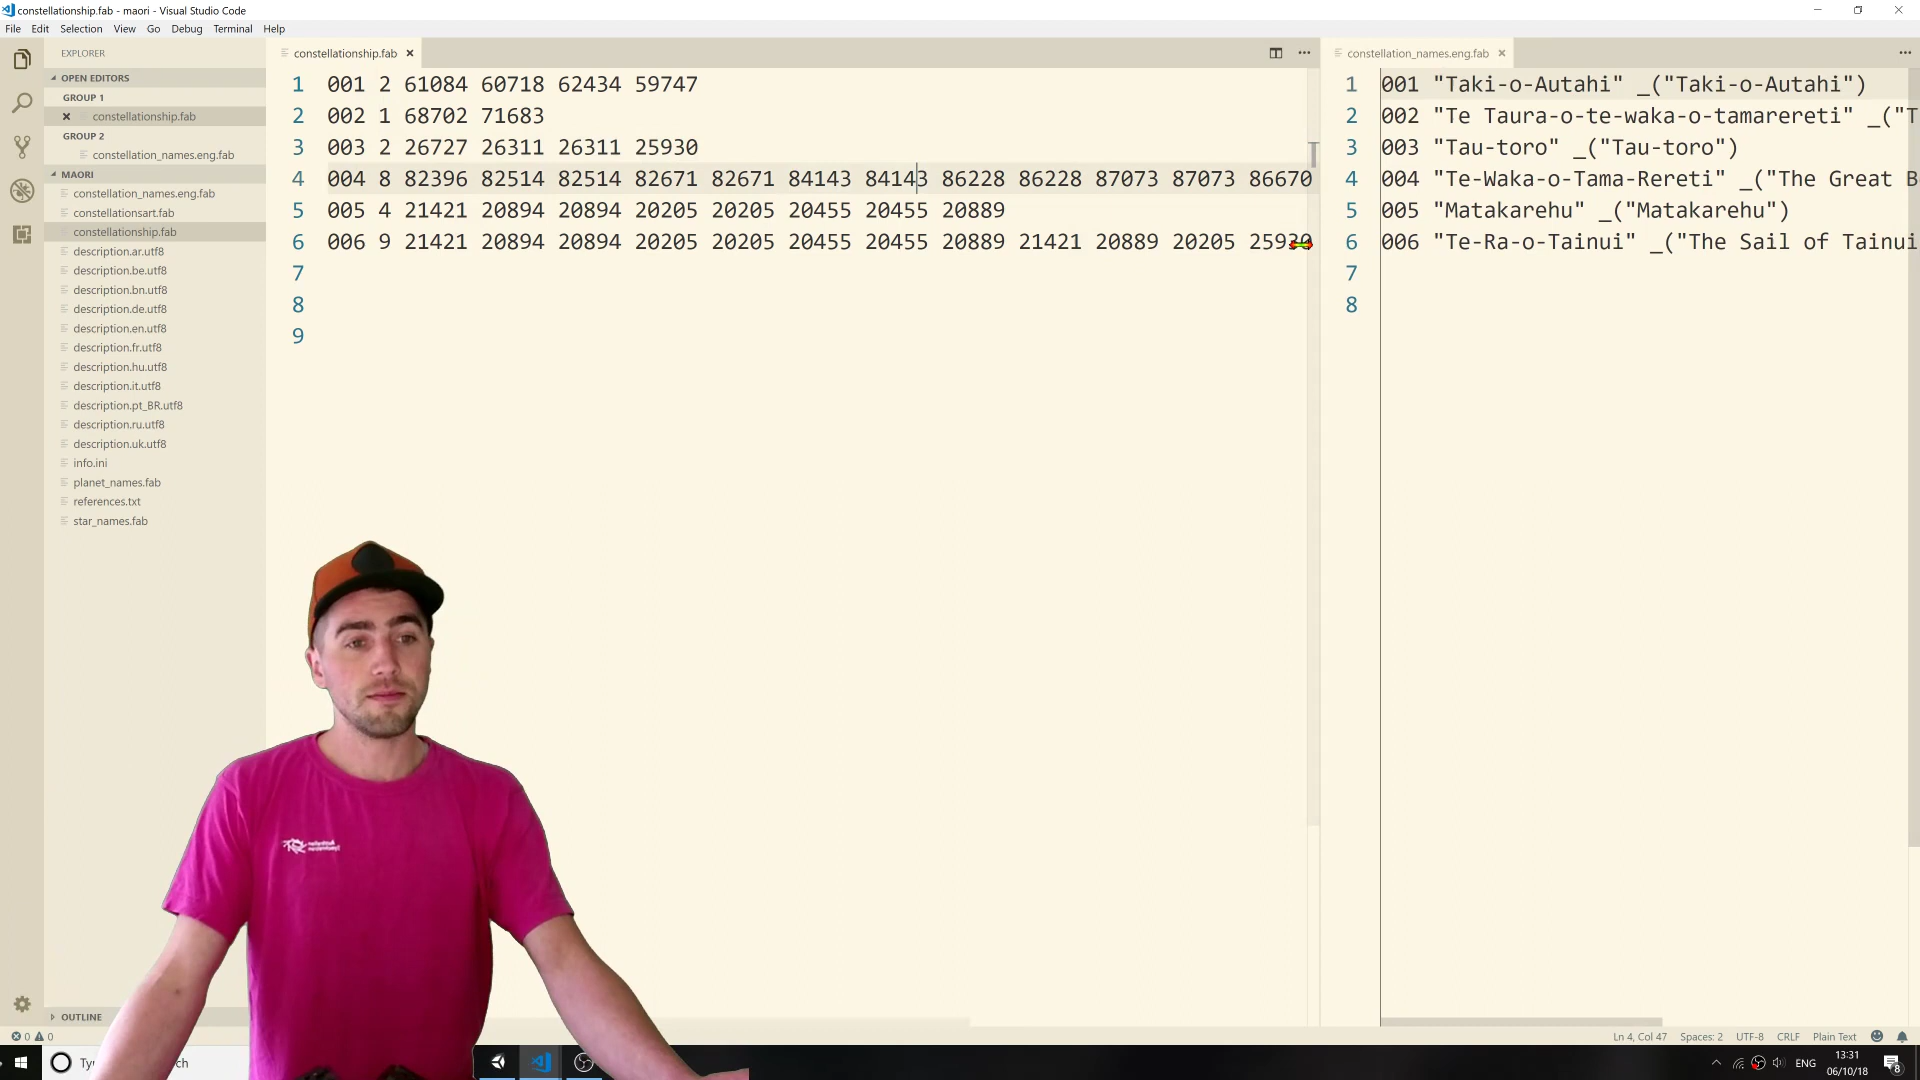 constellationship.fab - maori - Visual Studio Code
File Edit Selection View Go Debug Terminal Help
EXPLORER
OPEN EDITORS
GROUP 1
constellationship.fab
GROUP 2
constellation_names.eng.fab
MAORI
constellation_names.eng.fab
constellationsart.fab
constellationship.fab
description.ar.utf8
description.be.utf8
description.bn.utf8
description.de.utf8
description.en.utf8
description.fr.utf8
description.hu.utf8
description.it.utf8
description.pt_BR.utf8
description.ru.utf8
description.uk.utf8
info.ini
planet_names.fab
references.txt
star_names.fab
OUTLINE
constellationship.fab
1 001 2 61084 60718 62434 59747
2 002 1 68702 71683
3 003 2 26727 26311 26311 25930
4 004 8 82396 82514 82514 82671 82671 84143 84143 86228 86228 87073 87073 86670
5 005 4 21421 20894 20894 20205 20205 20455 20455 20889
6 006 9 21421 20894 20894 20205 20205 20455 20455 20889 21421 20889 20205 25930
7
8
9
constellation_names.eng.fab
1 001 "Taki-o-Autahi" _("Taki-o-Autahi")
2 002 "Te Taura-o-te-waka-o-tamarereti" _("T
3 003 "Tau-toro" _("Tau-toro")
4 004 "Te-Waka-o-Tama-Rereti" _("The Great B
5 005 "Matakarehu" _("Matakarehu")
6 006 "Te-Ra-o-Tainui" _("The Sail of Tainui
7
8
0 0
Ln 4, Col 47 Spaces: 2 UTF-8 CRLF Plain Text
ENG
13:31
06/10/18
8